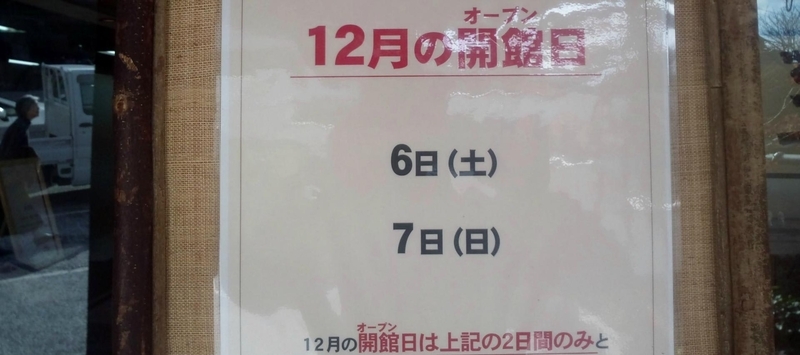 オープン
12月の開館日
6日(土)
7日(日)
オープン
12月の開館日は上記の2日間のみと